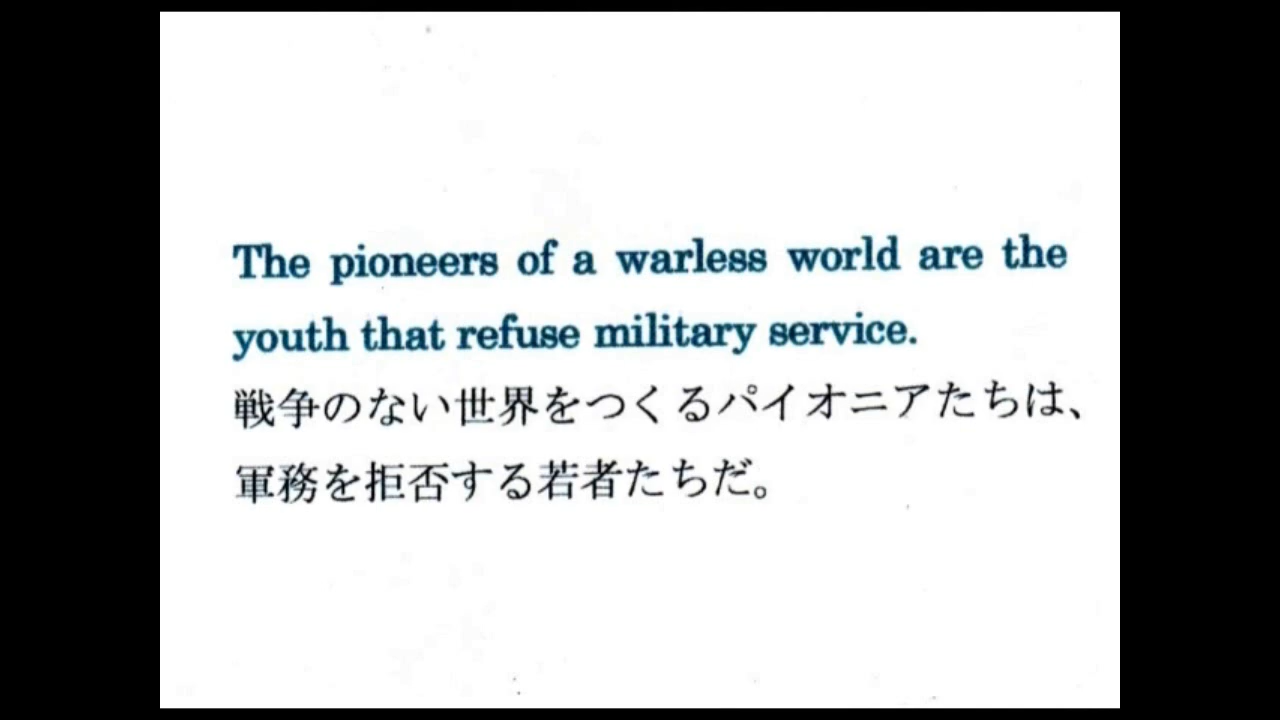 The pioneers of a warless world are the
youth that refuse military service.
戦争のない世界をつくるパイオニアたちは、
軍務を拒否する若者たちだ。